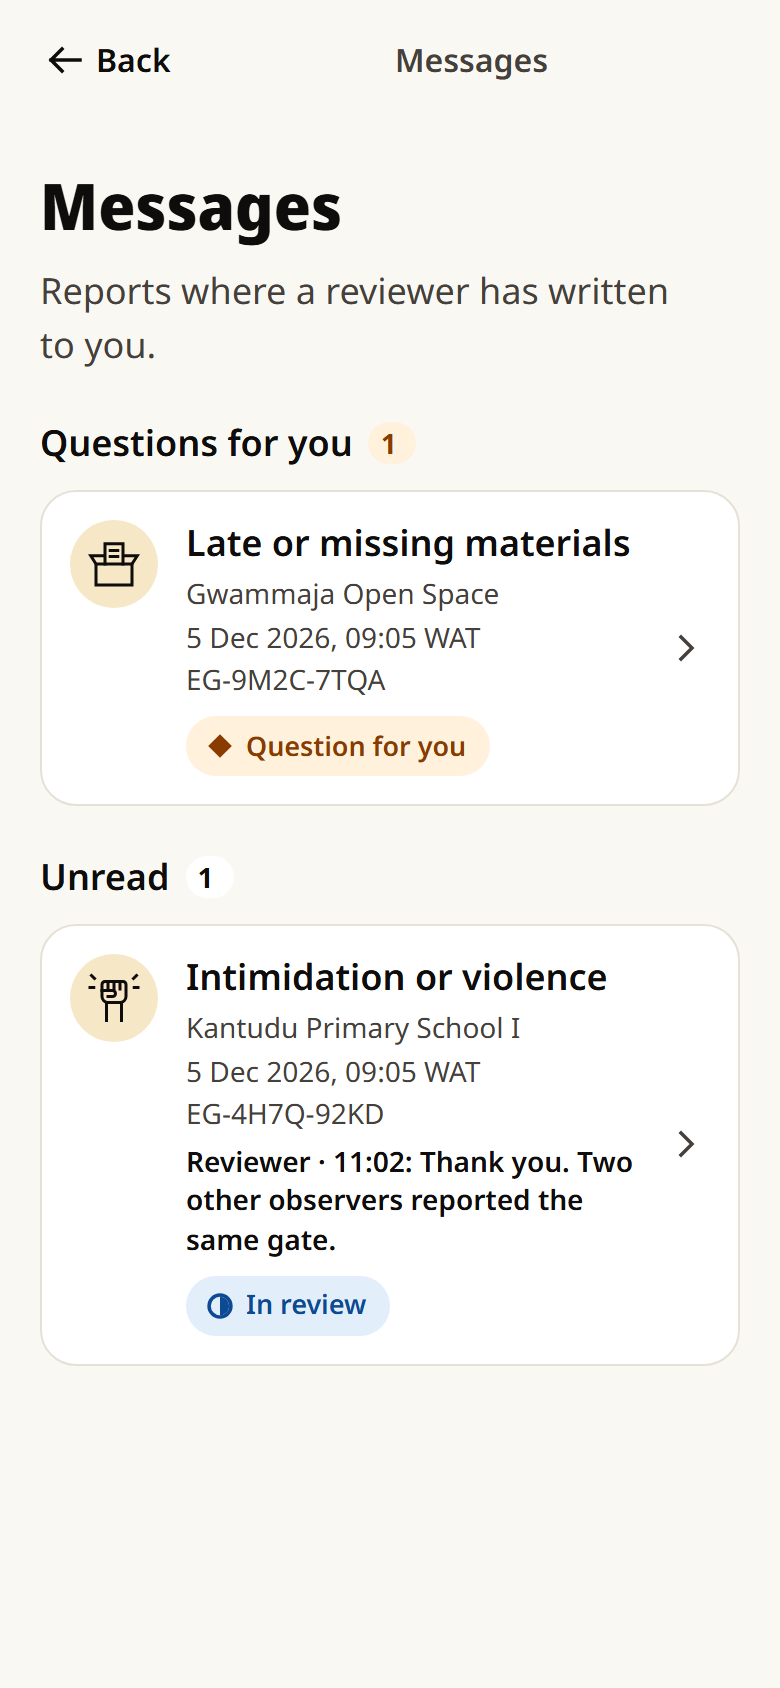 Back
Messages
Messages
Reports where a reviewer has written
to you.
Questions for you 1
Late or missing materials
Gwammaja Open Space
5 Dec 2026, 09:05 WAT
EG-9M2C-7TQA
Question for you
Unread 1
Intimidation or violence
Kantudu Primary School I
5 Dec 2026, 09:05 WAT
EG-4H7Q-92KD
Reviewer · 11:02: Thank you. Two
other observers reported the
same gate.
In review